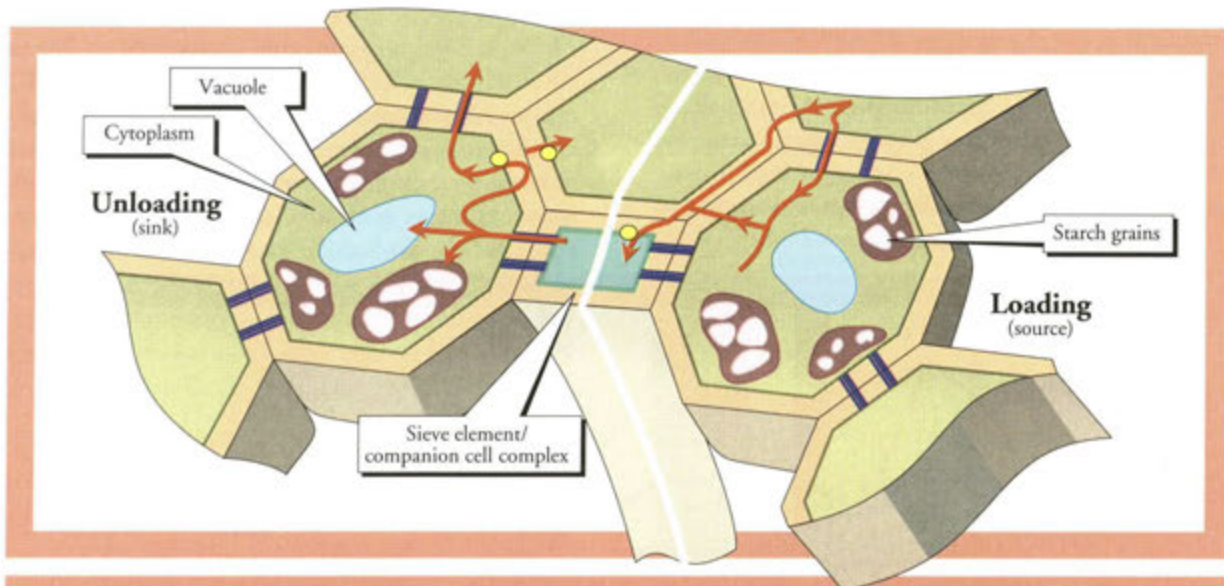 Vacuole
Cytoplasm
Unloading
(sink)
Starch grains
Loading
(source)
Sieve element/
companion cell complex